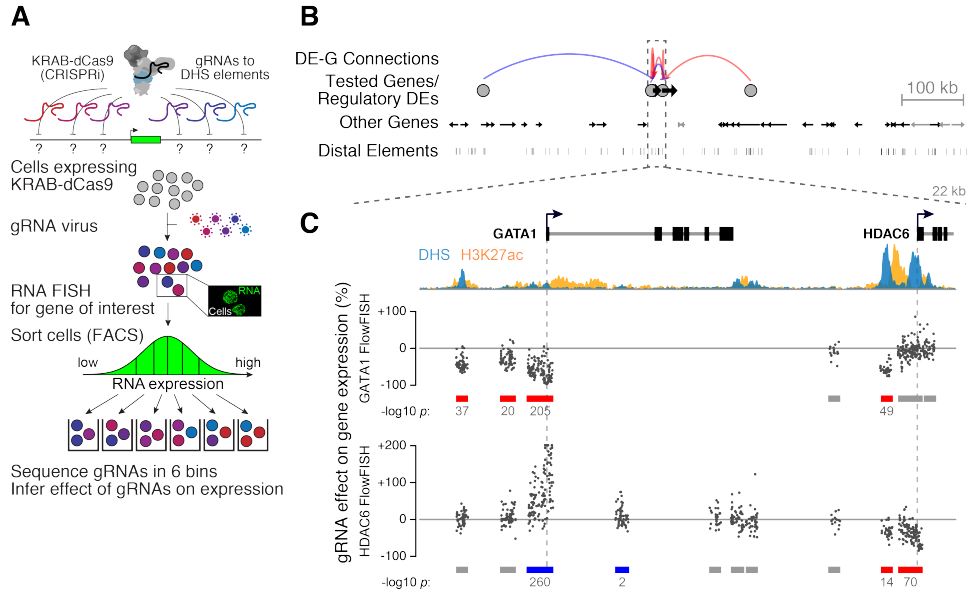 A
KRAB-dCas9
(CRISPRi)
gRNAs to
DHS elements
? ? ? ? ? ?
Cells expressing
KRAB-dCas9
gRNA virus
RNA FISH
for gene of interest
RNA
Cells
Sort cells (FACS)
low
high
RNA expression
Sequence gRNAs in 6 bins
Infer effect of gRNAs on expression
B
DE-G Connections
Tested Genes/
Regulatory DEs
100 kb
Other Genes
Distal Elements
22 kb
C
GATA1
HDAC6
DHS H3K27ac
gRNA effect on gene expression (%)
GATA1 FlowFISH
+100
0
-100
-log10 p:
37 20 205 49
HDAC6 FlowFISH
+200
+100
0
-100
-log10 p:
260 2 14 70